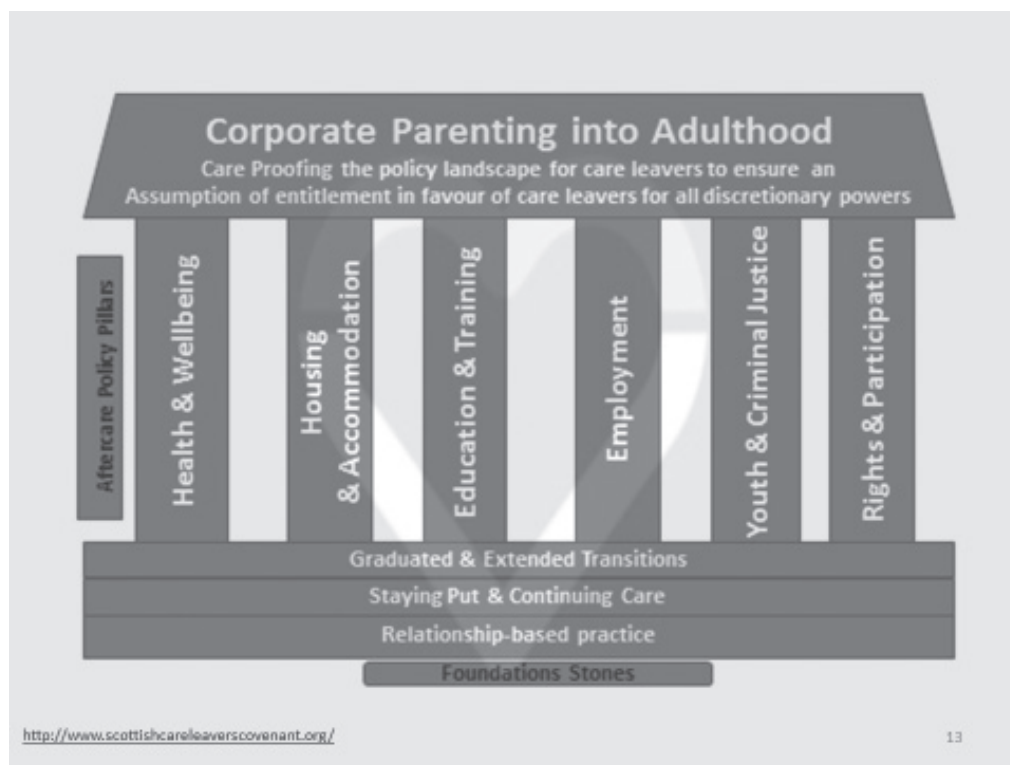 Corporate Parenting into Adulthood
Care Proofing the policy landscape for care leavers to ensure an
Assumption of entitlement in favour of care leavers for all discretionary powers
Aftercare Policy Pillars
Health & Wellbeing
Housing
& Accommodation
Education & Training
Employment
Youth & Criminal Justice
Rights & Participation
Graduated & Extended Transitions
Staying Put & Continuing Care
Relationship-based practice
Foundations Stones
http://www.scottishcareleaverscovenant.org/
13